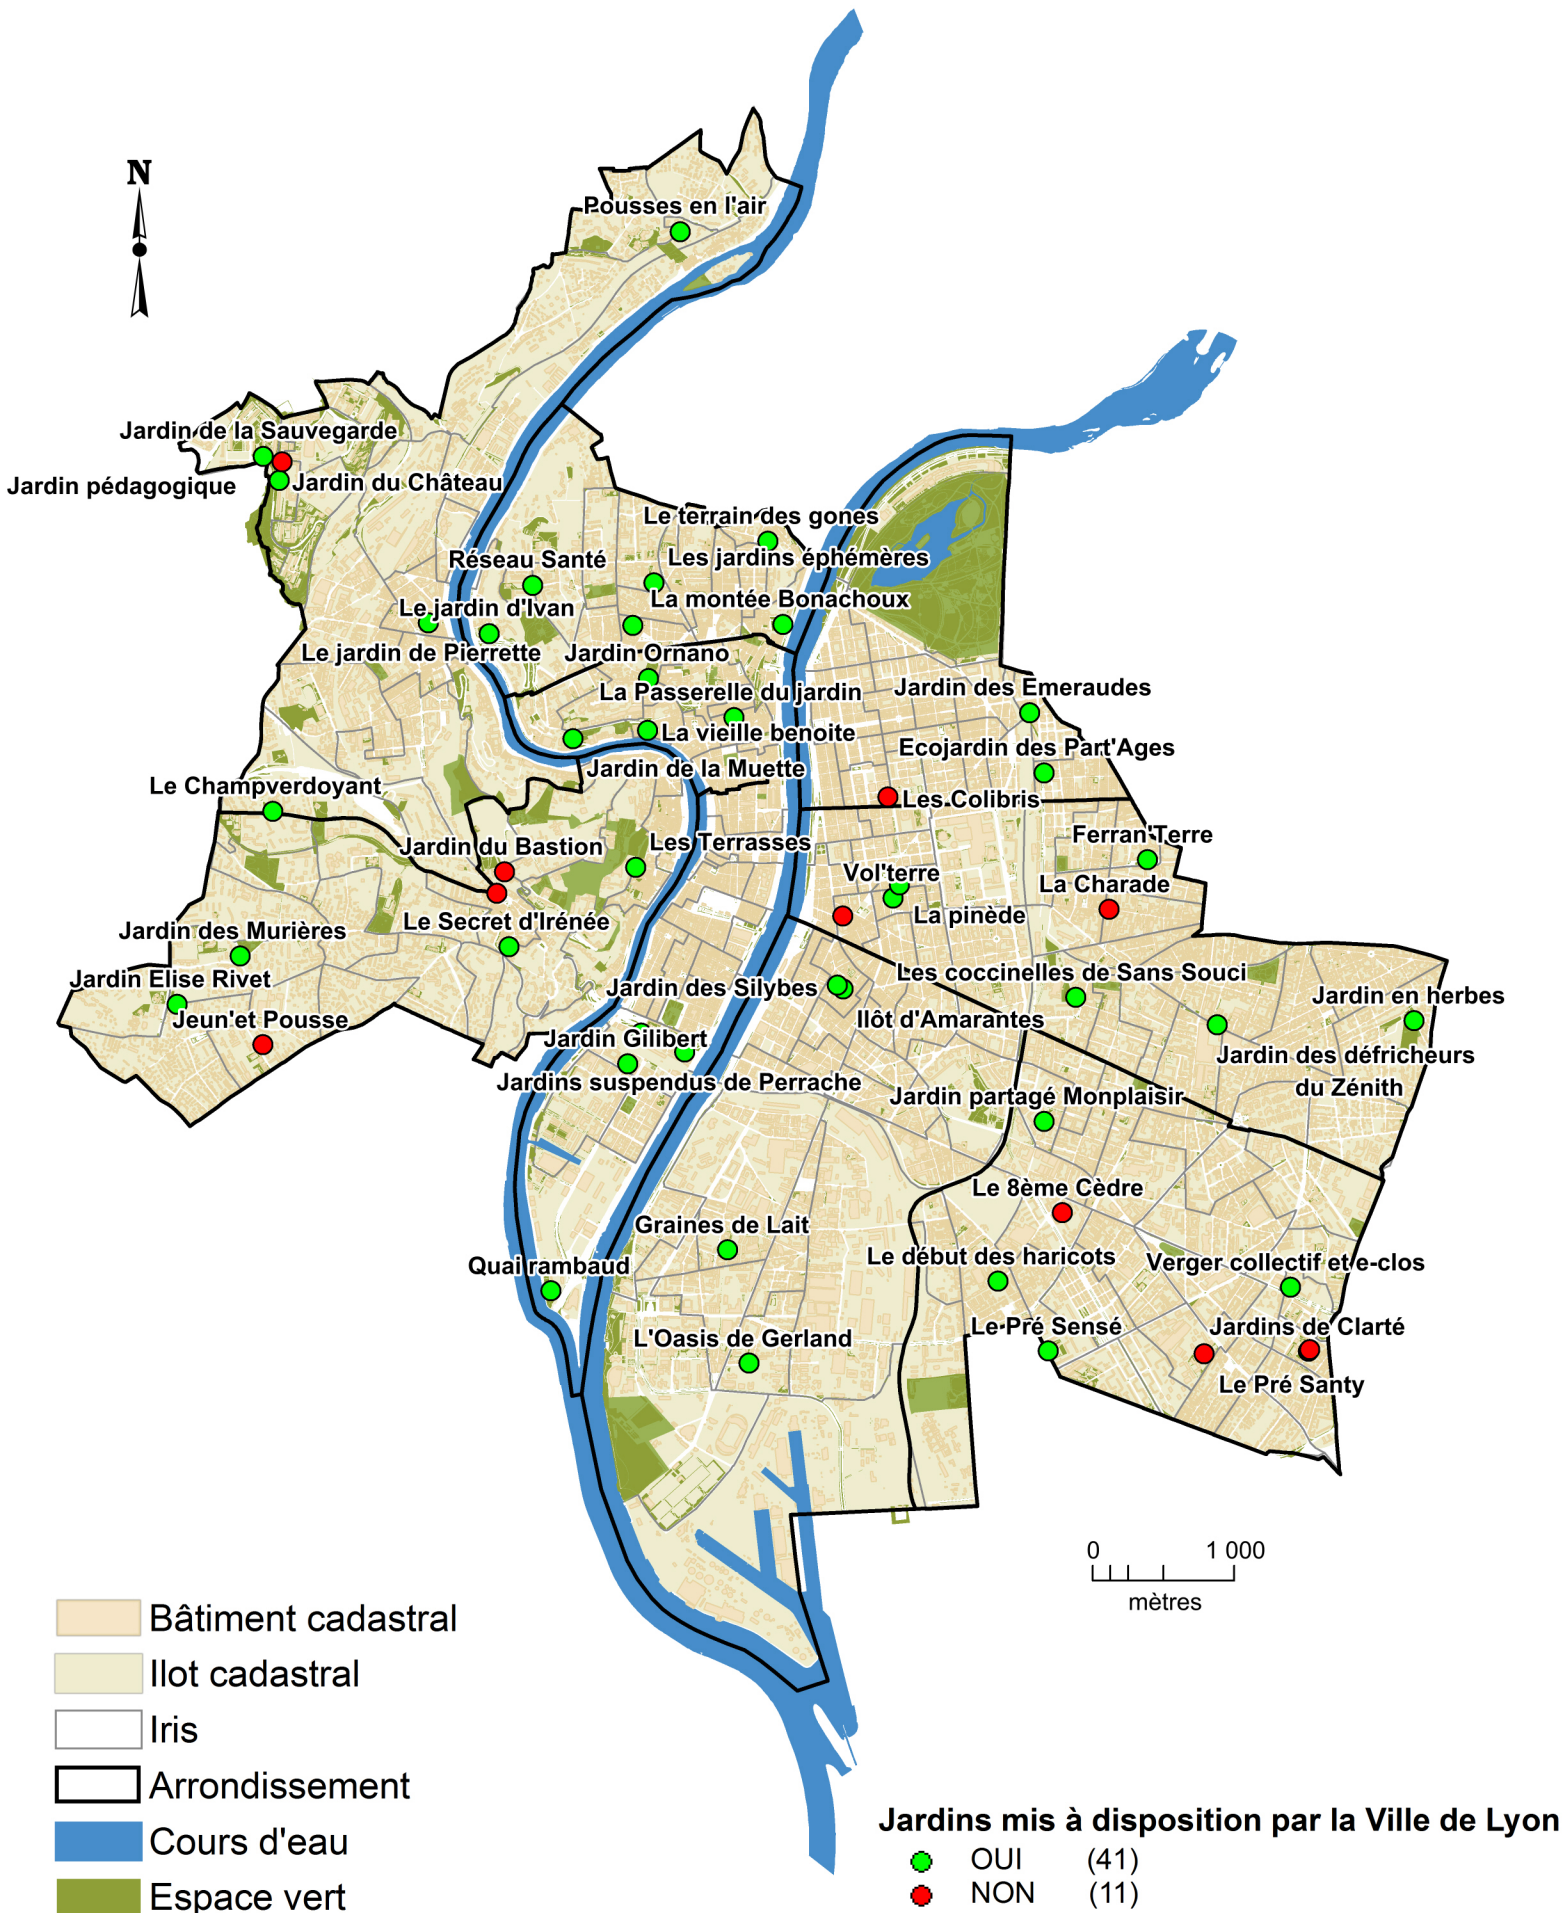 N
Pousses en l'air
Jardin de la Sauvegarde
Jardin pédagogique
Jardin du Château
Le terrain des gones
Réseau Santé
Les jardins éphémères
La montée Bonachoux
Le jardin d'Ivan
Le jardin de Pierrette
Jardin Ornano
La Passerelle du jardin
Jardin des Emeraudes
La vieille benoite
Ecojardin des Part'Ages
Jardin de la Muette
Le Champverdoyant
Les Colibris
Jardin du Bastion
Les Terrasses
Ferran'Terre
Vol'terre
La Charade
Le Secret d'Irénée
La pinède
Jardin des Murières
Jardin Elise Rivet
Les coccinelles de Sans Souci
Jardin des Silybes
Jardin en herbes
Jeun'et Pousse
Ilôt d'Amarantes
Jardin Gilibert
Jardin des défricheurs
du Zénith
Jardins suspendus de Perrache
Jardin partagé Monplaisir
Le 8ème Cèdre
Graines de Lait
Quai rambaud
Le début des haricots
Verger collectif et e-clos
L'Oasis de Gerland
Le Pré Sensé
Jardins de Clarté
Le Pré Santy
0 1 000
mètres
Bâtiment cadastral
Ilot cadastral
Iris
Arrondissement
Cours d'eau
Espace vert
Jardins mis à disposition par la Ville de Lyon
OUI (41)
NON (11)